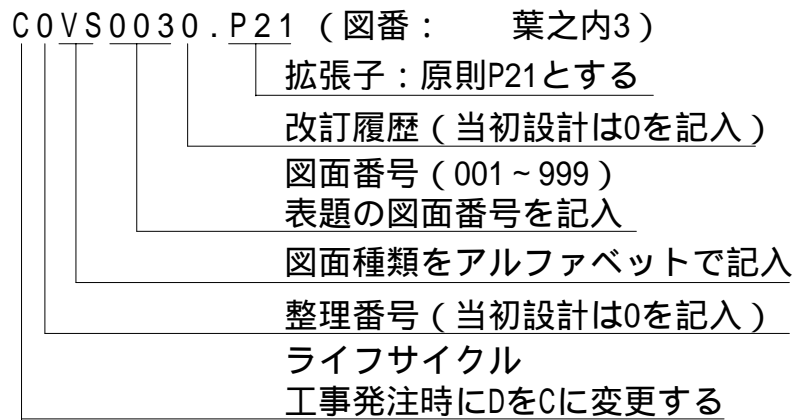 C0VS0030.P21(図番： 葉之内3)
拡張子：原則P21とする
改訂履歴(当初設計は0を記入)
図面番号(001~999)
表題の図面番号を記入
図面種類をアルファベットで記入
整理番号(当初設計は0を記入)
ライフサイクル
工事発注時にDをCに変更する